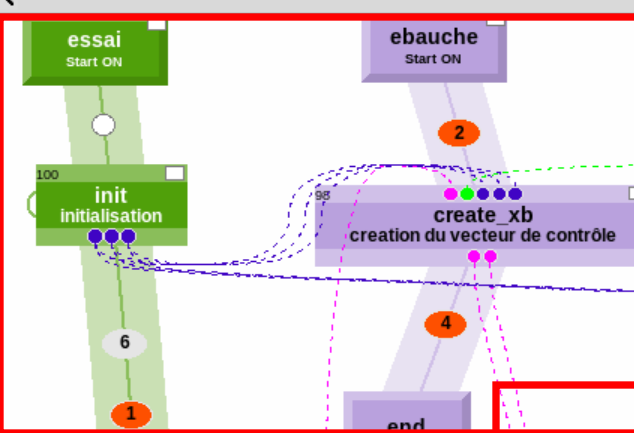 essai
Start ON
ebauche
Start ON
2
100
init
initialisation
98
create_xb
creation du vecteur de contrôle
4
6
1
end